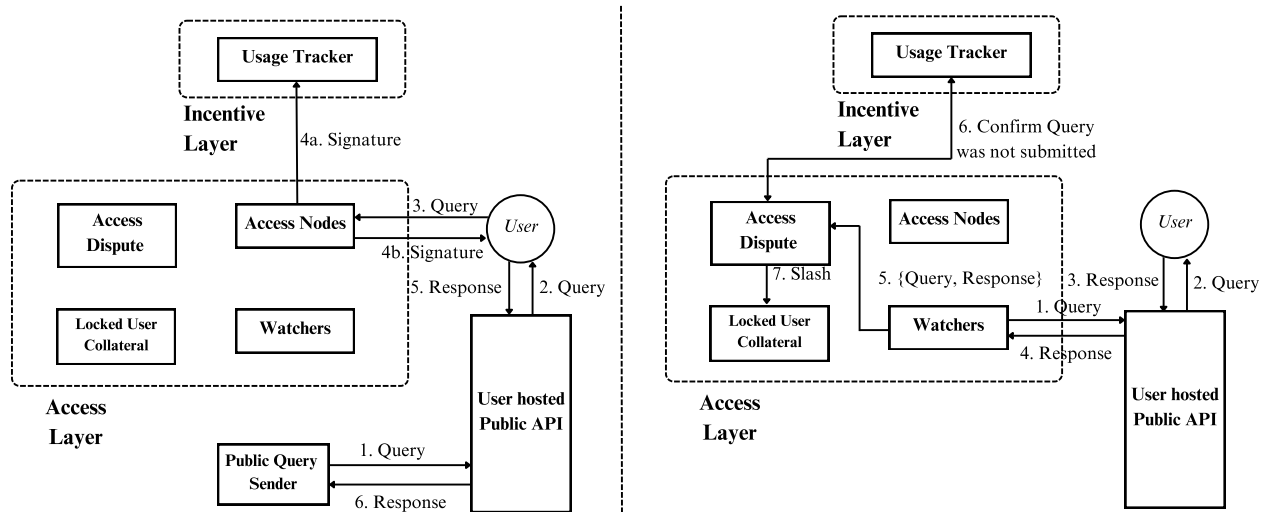 Usage Tracker
Incentive
Layer
4a. Signature
Access
Dispute
Access Nodes
3. Query
4b. Signature
User
5. Response
2. Query
Locked User
Collateral
Watchers
Access
Layer
User hosted
Public API
Public Query
Sender
1. Query
6. Response
Usage Tracker
Incentive
Layer
6. Confirm Query
was not submitted
Access
Dispute
Access Nodes
User
7. Slash
5. {Query, Response}
3. Response
2. Query
Locked User
Collateral
Watchers
1. Query
4. Response
Access
Layer
User hosted
Public API